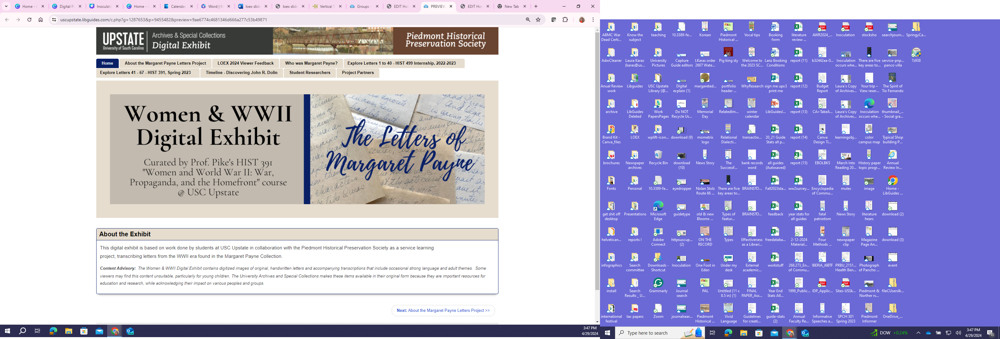 Home - C
Digital P
Inoculati
Home - C
Calendar
Word | M
loex slide
loex slide
Vertical T
Groups -
EDIT Hor
PREVIEW
EDIT Hor
New Tab
uscupstate.libguides.com/c.php?g=1287653&p=9455482&preview=9ae6774c4681346d666a277c53b49871
UPSTATE
University of South Carolina
Archives & Special Collections
Digital Exhibit
Piedmont Historical
Preservation Society
Home
About the Margaret Payne Letters Project
LOEX 2024 Viewer Feedback
Who was Margaret Payne?
Explore Letters 1 to 40 - HIST 499 Internship, 2022-2023
Explore Letters 41 - 67 - HIST 391, Spring 2023
Timeline - Discovering John R. Dolin
Student Researchers
Project Partners
Women & WWII
Digital Exhibit
Curated by Prof. Pike's HIST 391
"Women and World War II: War,
Propaganda, and the Homefront" course
@ USC Upstate
The Letters of
Margaret Payne
About the Exhibit
This digital exhibit is based on work done by students at USC Upstate in collaboration with the Piedmont Historical Preservation Society as a service learning
project, transcribing letters from the WWII era found in the Margaret Payne Collection.
Content Advisory: The Women & WWII Digital Exhibit contains digitized images of original, handwritten letters and accompanying transcriptions that include occasional strong language and adult themes. Some
viewers may find this content unsuitable, particularly for young children. The University Archives and Special Collections makes these items available in their original form because they are important resources for
education and research, while acknowledging their impact on various peoples and groups.
Next: About the Margaret Payne Letters Project >>
3:47 PM
4/29/2024
ABMC War Dead Certi...
Know the subject
teaching
10.3389-fe...
Korean
Piedmont Historical ...
Vocal tips
Booking form
literature review ...
AWR2024_...
Inoculation
stocksho
searchjourn...
SpringyCa...
AdwCleaner
Laura Karas (karas@us...
University Pictures
Capture Guide editors
LKaras order 2607 Wate...
Pig king sty
Welcome to the 2023 SC...
Lanz Booking Conditions
report (11)
b32442aa-0...
Inoculation occurs whe...
There are five key areas to...
service-pnp... panco villa
7z938
Anual Review work
Libguides
USC Upstate Library (@...
DIgital explain (1)
margareted...
portfolio header ...
WhyResearch
sign me upx3 print me
report (12)
Budget Report
Laura's Copy of Archives...
Your trip – View reser...
The Spirit of Tio Fernando
archive
LibGuides Deleted
Work PapersPages
Do NOT Recycle Us...
Memorial Day
RelatedIm...
winter calendar
LibGuidesI...
report (13)
CA+TakeA...
Laura's Copy of Archives...
Inoculation occurs whe...
thumbnail_... - Social gra...
Brand Kit - Canva_files
LOEX
wplift-icon...
download (9)
mometrix logo
Relational Dialecti...
transactio...
20_21 Guide Stats all p...
report (14)
Canva Design Ti...
learningobj...
color campus map
Typical Shop building P...
brochures
Newspaper archives
Recycle Bin
download (10)
News Story
The Successf...
bank records word
all guides (Autosaved)
report (15)
EBOLBK5
March Into Reading 20...
History paper topic progr...
Annual Review In...
Fonts
Personal
10.3389-fe...
eyedropper
Nolan Stolz Route 66 ...
There are five key areas to...
BRAINSTO...
Fall2023sta...
ww2survey...
Encyclopedia of Commu...
mules
image
Home - LibGuides ...
get shit off desktop
Presentations
Microsoft Edge
guidetype
old & new Blooms ...
Types of featur...
BRAINSTO...
feedback
year stats for all guides
fatal patriotism
News Story
literature hears
download (2)
helvetican...
reports l
Adobe Connect
httpsuscup... (2)
ON THE RECORD
Types
Effectiveness as a Librari...
freedataba...
2-12-2024 Material...
Four Methods ...
newspaper clip
Magazine Page An...
download (3)
infographics
Search committee
Downloads - Shortcut
Inoculation
One Foot in Eden
Under my desk
External academic...
workstuff
268.273_En... of Commu...
IBERIA_J6BTF
PRBU_2151... Health Ben...
Photograph of Pancho ...
event
install
Search Results _ U...
Grammarly
Journal search
PAL
Untitled (11 x 8.5 in) (1)
FINAL PAPER_Ass...
Year End Stats All...
1999_Public...
IDP_Applic...
Sites-USSk...
Piedmont & Norther rs...
fileCUserslk...
international festival
tax papers
Zoom
journalsear...
Piedmont Historical ...
Vivid Language
Guidelines for creati...
guide-stats (2)
Annual Faculty Re...
Informative Speeches a...
SPCH 301 Spring 2023
Piedmont Informer
OneDrive_...
Type here to search
DOW +0.24%
3:47 PM
4/29/2024
13